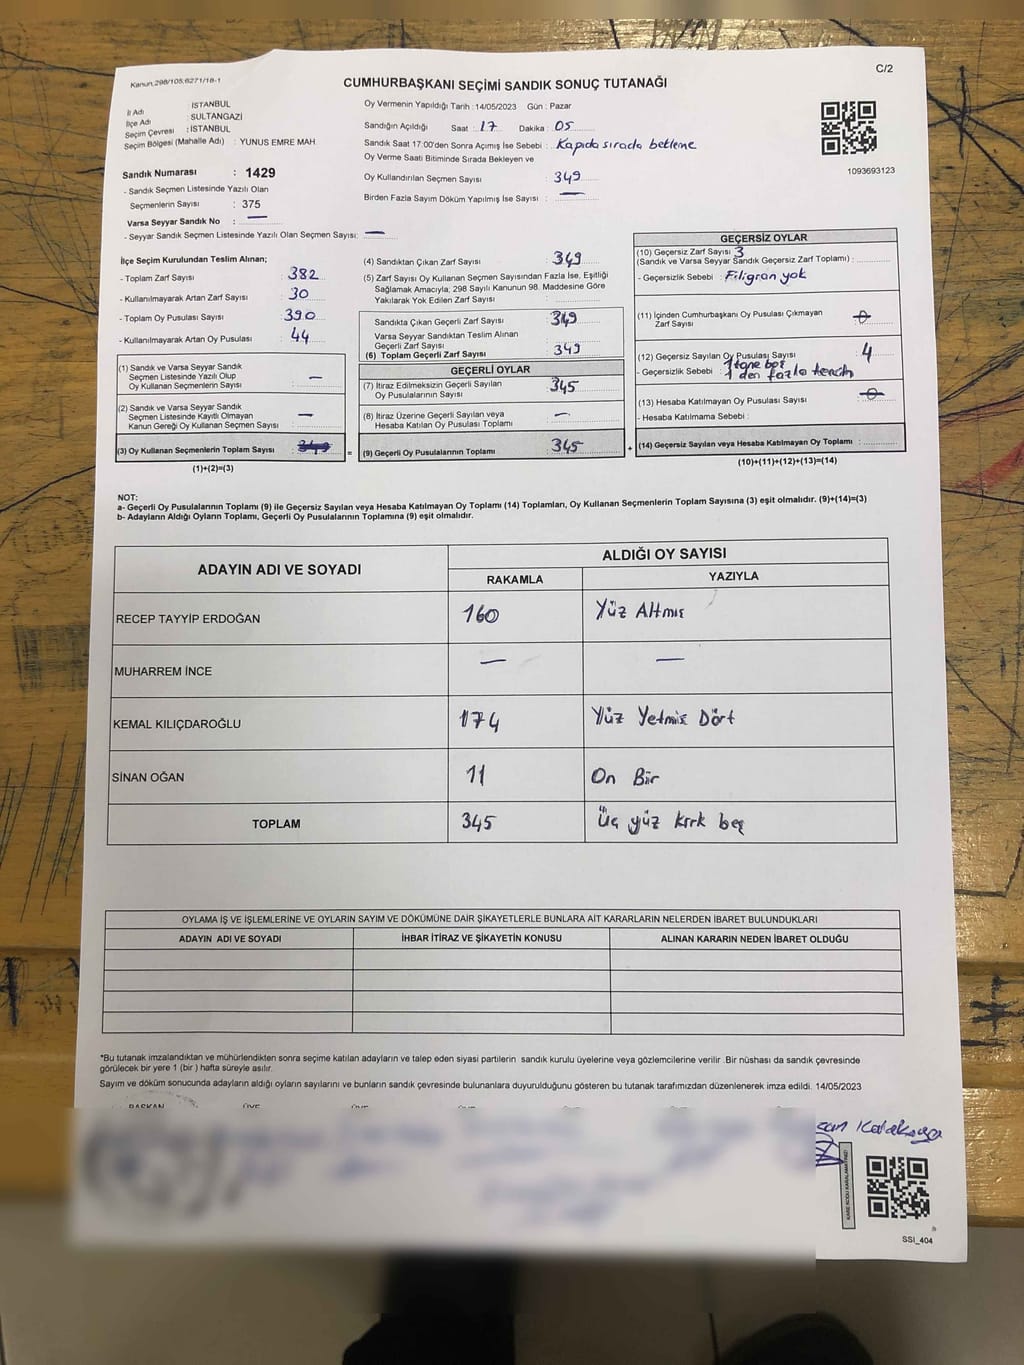 Kanun.298/105;6271/18-1
C/2
CUMHURBAŞKANI SEÇİMİ SANDIK SONUÇ TUTANAĞI
İl Adı : İSTANBUL
İlçe Adı : SULTANGAZİ
Seçim Çevresi : İSTANBUL
Seçim Bölgesi (Mahalle Adı) : YUNUS EMRE MAH
Sandık Numarası : 1429
- Sandık Seçmen Listesinde Yazılı Olan
Seçmenlerin Sayısı : 375
Varsa Seyyar Sandık No : —
- Seyyar Sandık Seçmen Listesinde Yazılı Olan Seçmen Sayısı: —
Oy Vermenin Yapıldığı Tarih : 14/05/2023 Gün : Pazar
Sandığın Açıldığı Saat : 17 Dakika : 05
Sandık Saat 17.00'den Sonra Açımış İse Sebebi : Kapıda sırada bekleme
Oy Verme Saati Bitiminde Sırada Bekleyen ve
Oy Kullandırılan Seçmen Sayısı : 349
Birden Fazla Sayım Döküm Yapılmış İse Sayısı : —
1093693123
İlçe Seçim Kurulundan Teslim Alınan;
- Toplam Zarf Sayısı : 382
- Kullanılmayarak Artan Zarf Sayısı : 30
- Toplam Oy Pusulası Sayısı : 390
- Kullanılmayarak Artan Oy Pusulası : 44
(1) Sandık ve Varsa Seyyar Sandık
Seçmen Listesinde Yazılı Olup
Oy Kullanan Seçmenlerin Sayısı : —
(2) Sandık ve Varsa Seyyar Sandık
Seçmen Listesinde Kayıtlı Olmayan
Kanun Gereği Oy Kullanan Seçmen Sayısı : —
(3) Oy Kullanan Seçmenlerin Toplam Sayısı : 349
(1)+(2)=(3)
(4) Sandıktan Çıkan Zarf Sayısı : 349
(5) Zarf Sayısı Oy Kullanan Seçmen Sayısından Fazla İse, Eşitliği
Sağlamak Amacıyla; 298 Sayılı Kanunun 98. Maddesine Göre
Yakılarak Yok Edilen Zarf Sayısı :
Sandıkta Çıkan Geçerli Zarf Sayısı : 349
Varsa Seyyar Sandıktan Teslim Alınan
Geçerli Zarf Sayısı :
(6) Toplam Geçerli Zarf Sayısı : 349
GEÇERLİ OYLAR
(7) İtiraz Edilmeksizin Geçerli Sayılan
Oy Pusulalarının Sayısı : 345
(8) İtiraz Üzerine Geçerli Sayılan veya
Hesaba Katılan Oy Pusulası Toplamı : —
= (9) Geçerli Oy Pusulalarının Toplamı : 345 +
GEÇERSİZ OYLAR
(10) Geçersiz Zarf Sayısı 3
(Sandık ve Varsa Seyyar Sandık Geçersiz Zarf Toplamı) :
- Geçersizlik Sebebi : Filigran yok
(11) İçinden Cumhurbaşkanı Oy Pusulası Çıkmayan
Zarf Sayısı : 0
(12) Geçersiz Sayılan Oy Pusulası Sayısı : 4
- Geçersizlik Sebebi : 1 tane boş
1 den fazla tercih
(13) Hesaba Katılmayan Oy Pusulası Sayısı : 0
- Hesaba Katılmama Sebebi :
(14) Geçersiz Sayılan veya Hesaba Katılmayan Oy Toplamı :
(10)+(11)+(12)+(13)=(14)
NOT:
a- Geçerli Oy Pusulalarının Toplamı (9) ile Geçersiz Sayılan veya Hesaba Katılmayan Oy Toplamı (14) Toplamları, Oy Kullanan Seçmenlerin Toplam Sayısına (3) eşit olmalıdır. (9)+(14)=(3)
b- Adayların Aldığı Oyların Toplamı, Geçerli Oy Pusulalarının Toplamına (9) eşit olmalıdır.
ADAYIN ADI VE SOYADI
ALDIĞI OY SAYISI
RAKAMLA YAZIYLA
RECEP TAYYİP ERDOĞAN 160 Yüz Altmış
MUHARREM İNCE — —
KEMAL KILIÇDAROĞLU 174 Yüz Yetmiş Dört
SİNAN OĞAN 11 On Bir
TOPLAM 345 Üç yüz kırk beş
OYLAMA İŞ VE İŞLEMLERİNE VE OYLARIN SAYIM VE DÖKÜMÜNE DAİR ŞİKAYETLERLE BUNLARA AİT KARARLARIN NELERDEN İBARET BULUNDUKLARI
ADAYIN ADI VE SOYADI İHBAR İTİRAZ VE ŞİKAYETİN KONUSU ALINAN KARARIN NEDEN İBARET OLDUĞU
*Bu tutanak imzalandıktan ve mühürlendikten sonra seçime katılan adayların ve talep eden siyasi partilerin sandık kurulu üyelerine veya gözlemcilerine verilir .Bir nüshası da sandık çevresinde
görülecek bir yere 1 (bir ) hafta süreyle asılır.
Sayım ve döküm sonucunda adayların aldığı oyların sayılarını ve bunların sandık çevresinde bulunanlara duyurulduğunu gösteren bu tutanak tarafımızdan düzenlenerek imza edildi. 14/05/2023
BAŞKAN ÜYE ÜYE ÜYE
KARE KODU KARALAMAYINIZ!
SSI_404